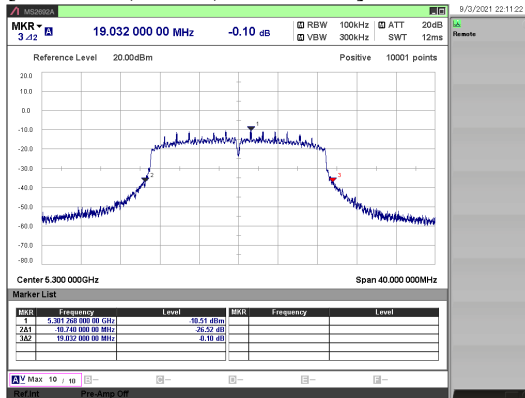 MS2692A
9/3/2021 22:11:22
MKR
3 Δ2
19.032 000 00 MHz
-0.10 dB
RBW 100kHz
ATT 20dB
VBW 300kHz
SWT 12ms
Remote
Reference Level 20.00dBm
Positive 10001 points
20.0
10.0
0.0
-10.0
-20.0
-30.0
-40.0
-50.0
-60.0
-70.0
-80.0
1
2
3
Center 5.300 000GHz
Span 40.000 000MHz
Marker List
MKR Frequency Level MKR Frequency Level
1 5.301 268 000 00 GHz -10.51 dBm
2Δ1 -10.740 000 00 MHz -26.52 dB
3Δ2 19.032 000 00 MHz -0.10 dB
A V Max 10 / 10 B - C - D - E - F -
Ref.Int Pre-Amp Off